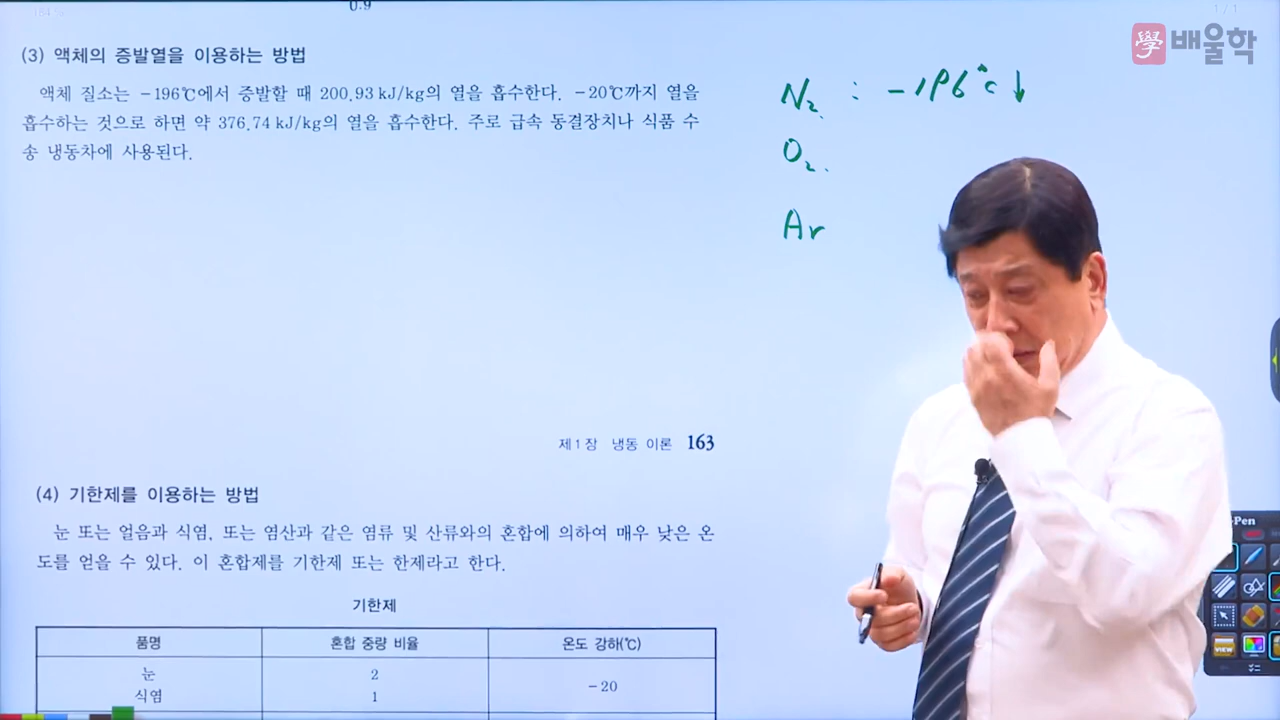 0.9
1 / 1
學 배울학
(3) 액체의 증발열을 이용하는 방법
액체 질소는 -196℃에서 증발할 때 200.93 kJ/kg의 열을 흡수한다. -20℃까지 열을
흡수하는 것으로 하면 약 376.74 kJ/kg의 열을 흡수한다. 주로 급속 동결장치나 식품 수
송 냉동차에 사용된다.
N₂ : -196℃ ↓
O₂
Ar
제1장 냉동 이론 163
(4) 기한제를 이용하는 방법
눈 또는 얼음과 식염, 또는 염산과 같은 염류 및 산류와의 혼합에 의하여 매우 낮은 온
도를 얻을 수 있다. 이 혼합제를 기한제 또는 한제라고 한다.
기한제
품명 혼합 중량 비율 온도 강하(℃)
눈 2
-20
식염 1
Pen
VIEW